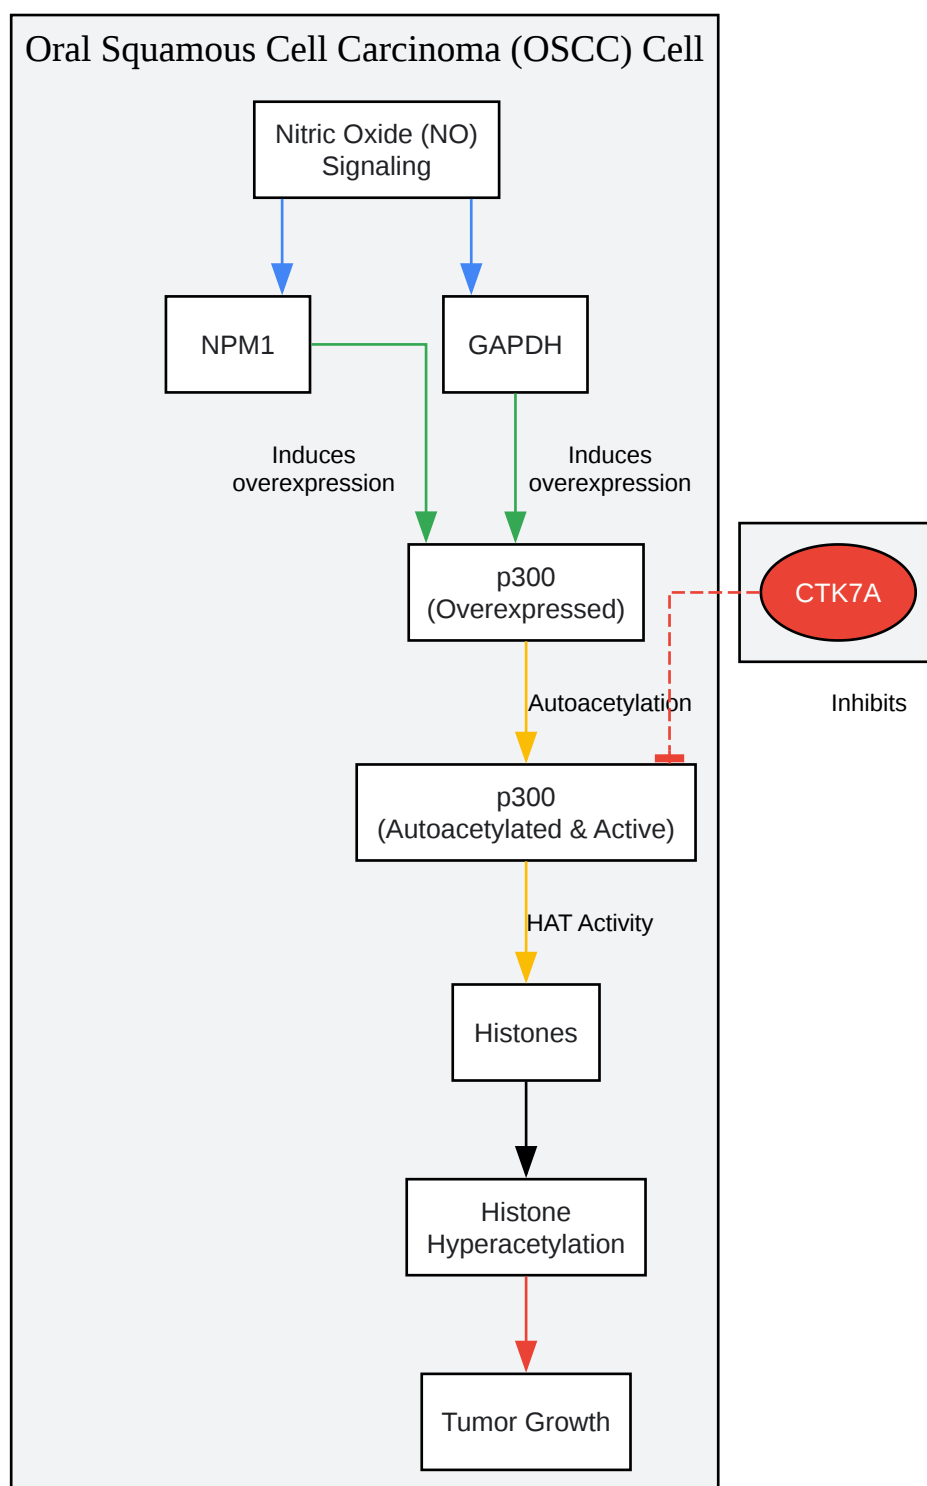 Oral Squamous Cell Carcinoma (OSCC) Cell
Nitric Oxide (NO)
Signaling
NPM1
GAPDH
Induces
overexpression
Induces
overexpression
p300
(Overexpressed)
CTK7A
Autoacetylation
Inhibits
p300
(Autoacetylated & Active)
HAT Activity
Histones
Histone
Hyperacetylation
Tumor Growth